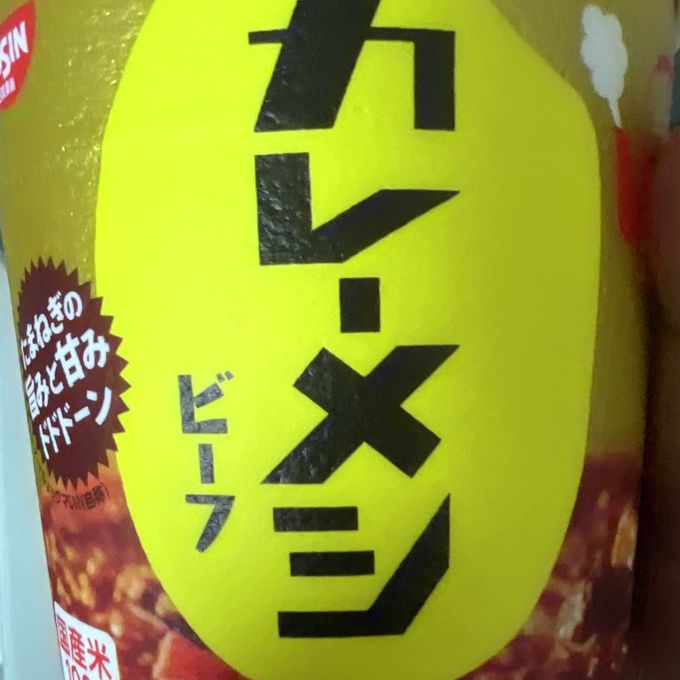 カレーメシ
ビーフ
たまねぎの
旨みと甘み
ドドドーン
国産米